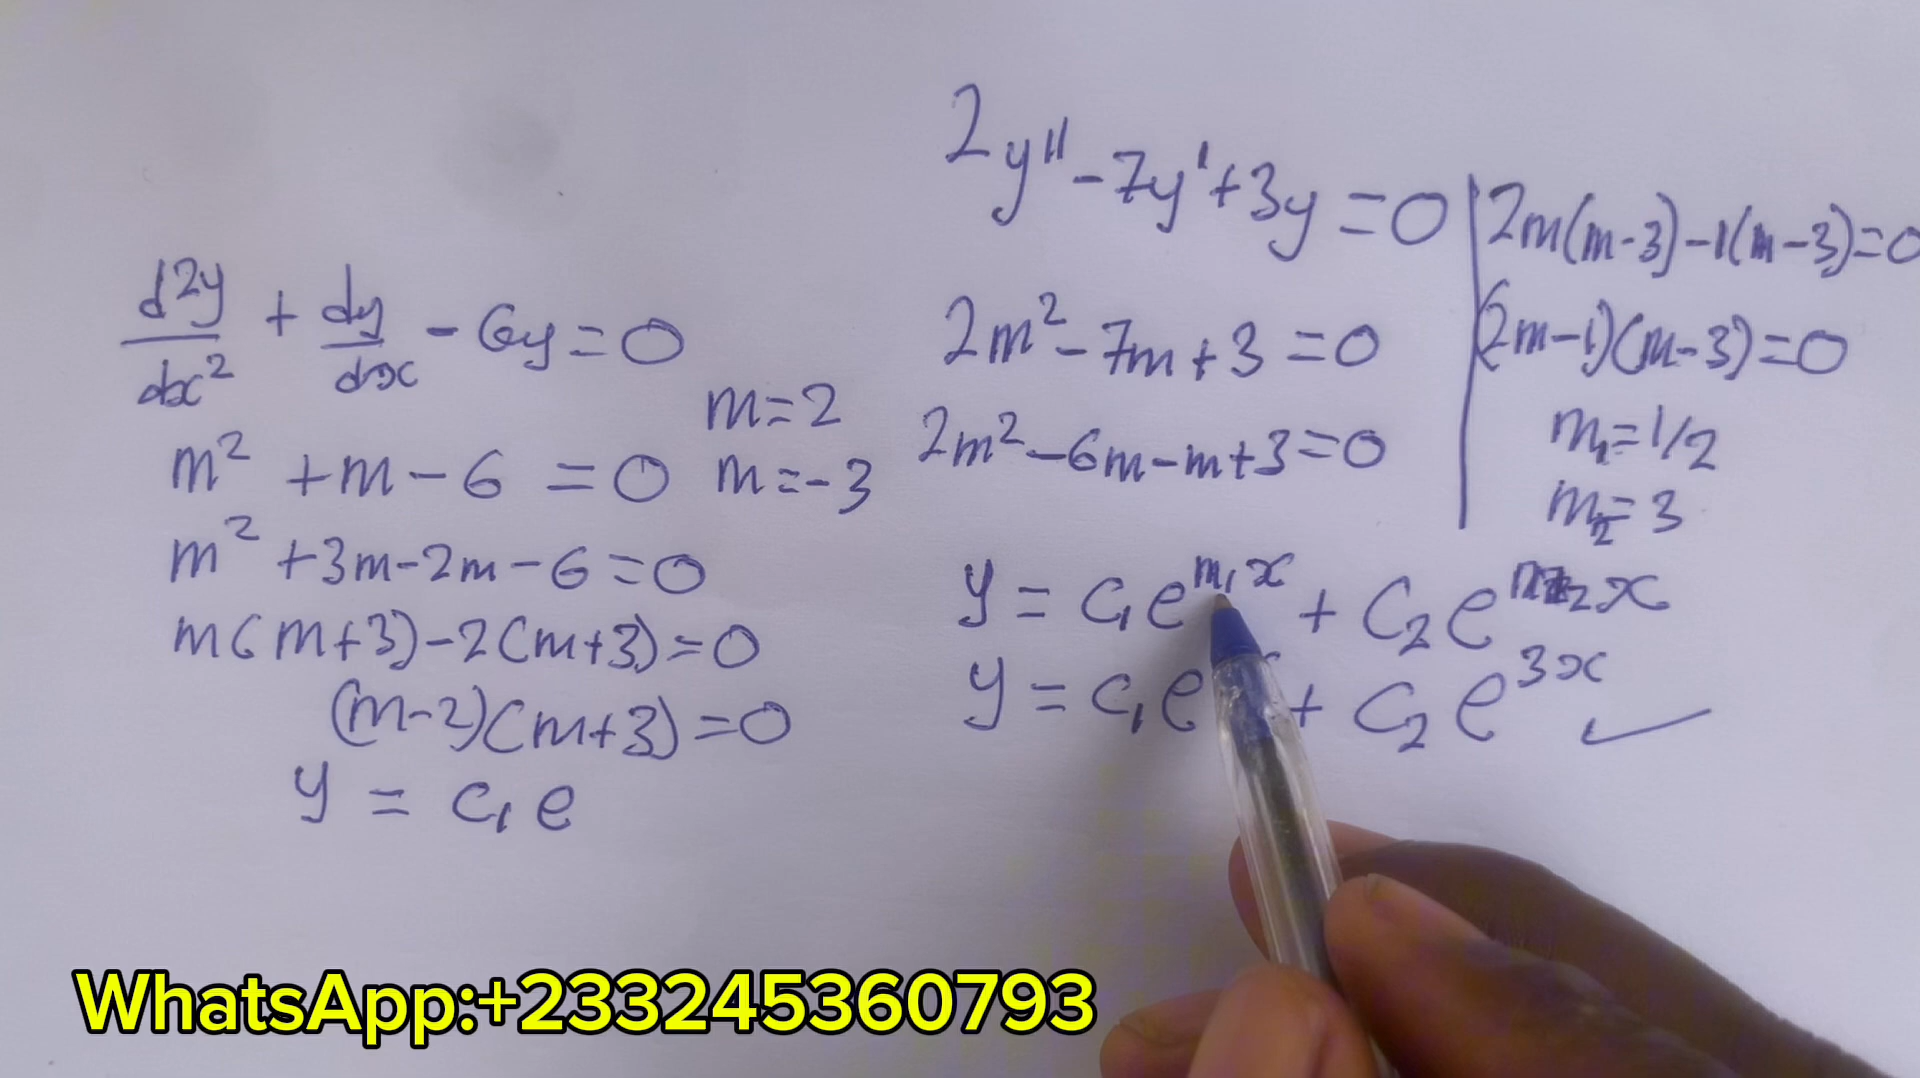 d²y/dx² + dy/dx - 6y = 0
m² + m - 6 = 0
m² + 3m - 2m - 6 = 0
m(m+3) - 2(m+3) = 0
(m-2)(m+3) = 0
y = c₁e
m = 2
m = -3
2y'' - 7y' + 3y = 0
2m² - 7m + 3 = 0
2m² - 6m - m + 3 = 0
2m(m-3) - 1(m-3) = 0
(2m-1)(m-3) = 0
m₁ = 1/2
m₂ = 3
y = c₁e^m₁x + c₂e^m₂x
y = c₁e + c₂e^3x ✓
WhatsApp:+233245360793